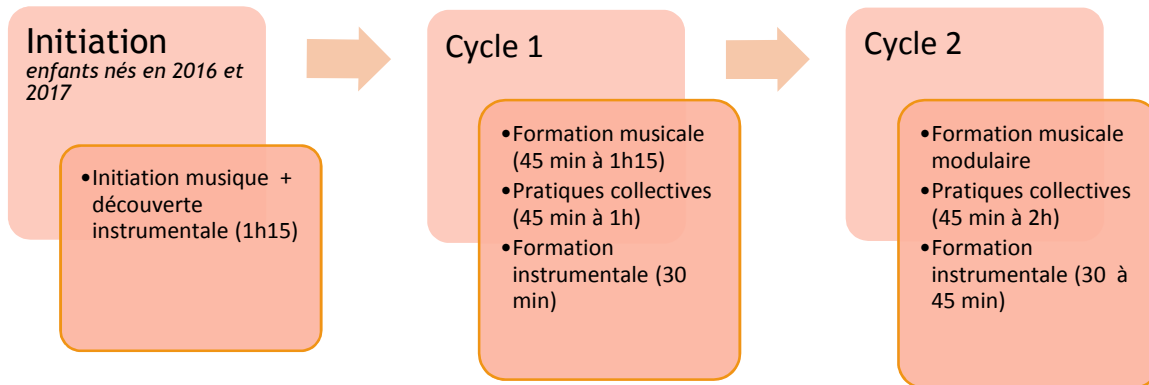 Initiation
enfants nés en 2016 et
2017
•Initiation musique + 
découverte
instrumentale (1h15)
Cycle 1
•Formation musicale
(45 min à 1h15)
•Pratiques collectives
(45 min à 1h)
•Formation
instrumentale (30
min)
Cycle 2
•Formation musicale
modulaire
•Pratiques collectives
(45 min à 2h)
•Formation
instrumentale (30 à
45 min)